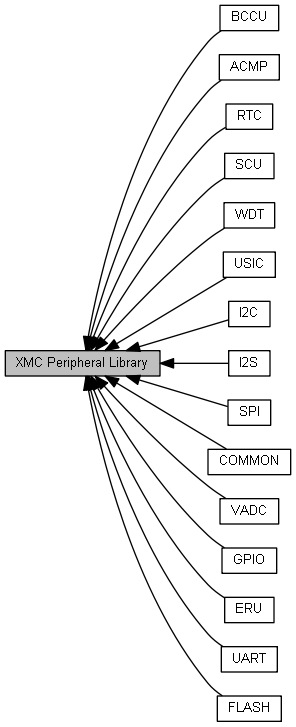 BCCU
ACMP
RTC
SCU
WDT
USIC
I2C
XMC Peripheral Library
I2S
SPI
COMMON
VADC
GPIO
ERU
UART
FLASH